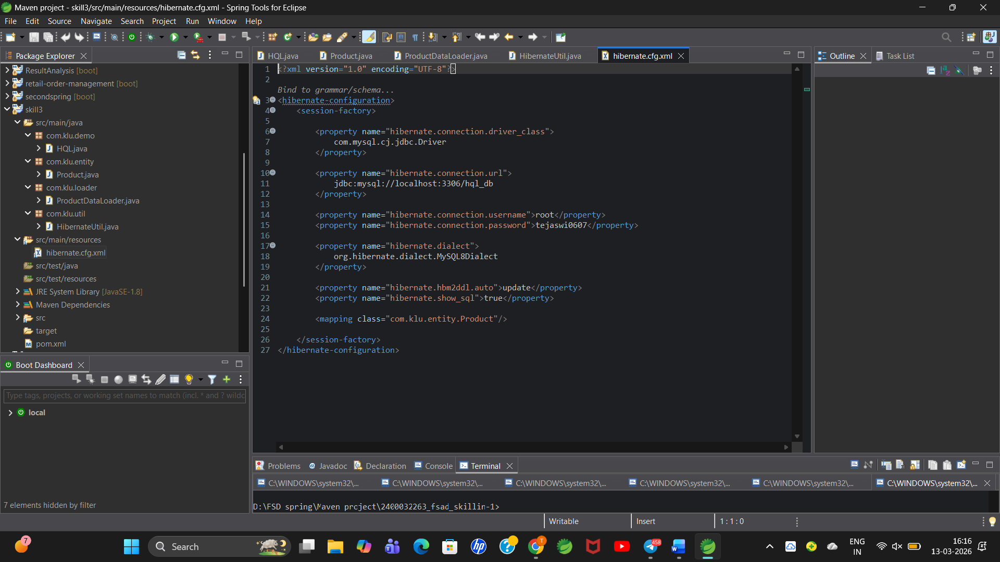 Maven project - skill3/src/main/resources/hibernate.cfg.xml - Spring Tools for Eclipse
File Edit Source Navigate Search Project Run Window Help
Package Explorer
ResultAnalysis [boot]
retail-order-management [boot]
secondspring [boot]
skill3
src/main/java
com.klu.demo
HQL.java
com.klu.entity
Product.java
com.klu.loader
ProductDataLoader.java
com.klu.util
HibernateUtil.java
src/main/resources
hibernate.cfg.xml
src/test/java
src/test/resources
JRE System Library [JavaSE-1.8]
Maven Dependencies
src
target
pom.xml
Boot Dashboard
Type tags, projects, or working set names to match (incl. * and ? wildc
local
7 elements hidden by filter
HQL.java Product.java ProductDataLoader.java HibernateUtil.java hibernate.cfg.xml
1 <?xml version="1.0" encoding="UTF-8"?>
2
Bind to grammar/schema...
3 <hibernate-configuration>
4 <session-factory>
5
6 <property name="hibernate.connection.driver_class">
7 com.mysql.cj.jdbc.Driver
8 </property>
9
10 <property name="hibernate.connection.url">
11 jdbc:mysql://localhost:3306/hql_db
12 </property>
13
14 <property name="hibernate.connection.username">root</property>
15 <property name="hibernate.connection.password">tejaswi0607</property>
16
17 <property name="hibernate.dialect">
18 org.hibernate.dialect.MySQL8Dialect
19 </property>
20
21 <property name="hibernate.hbm2ddl.auto">update</property>
22 <property name="hibernate.show_sql">true</property>
23
24 <mapping class="com.klu.entity.Product"/>
25
26 </session-factory>
27 </hibernate-configuration>
Outline Task List
Problems Javadoc Declaration Console Terminal
C:\WINDOWS\system32\... C:\WINDOWS\system32\... C:\WINDOWS\system32\... C:\WINDOWS\system32\... C:\WINDOWS\system32\... C:\WINDOWS\system32\...
D:\FSD spring\Maven project\2400032263_fsad_skillin-1>
Writable Insert 1 : 1 : 0
7
Search
458
ENG
IN
16:16
13-03-2026